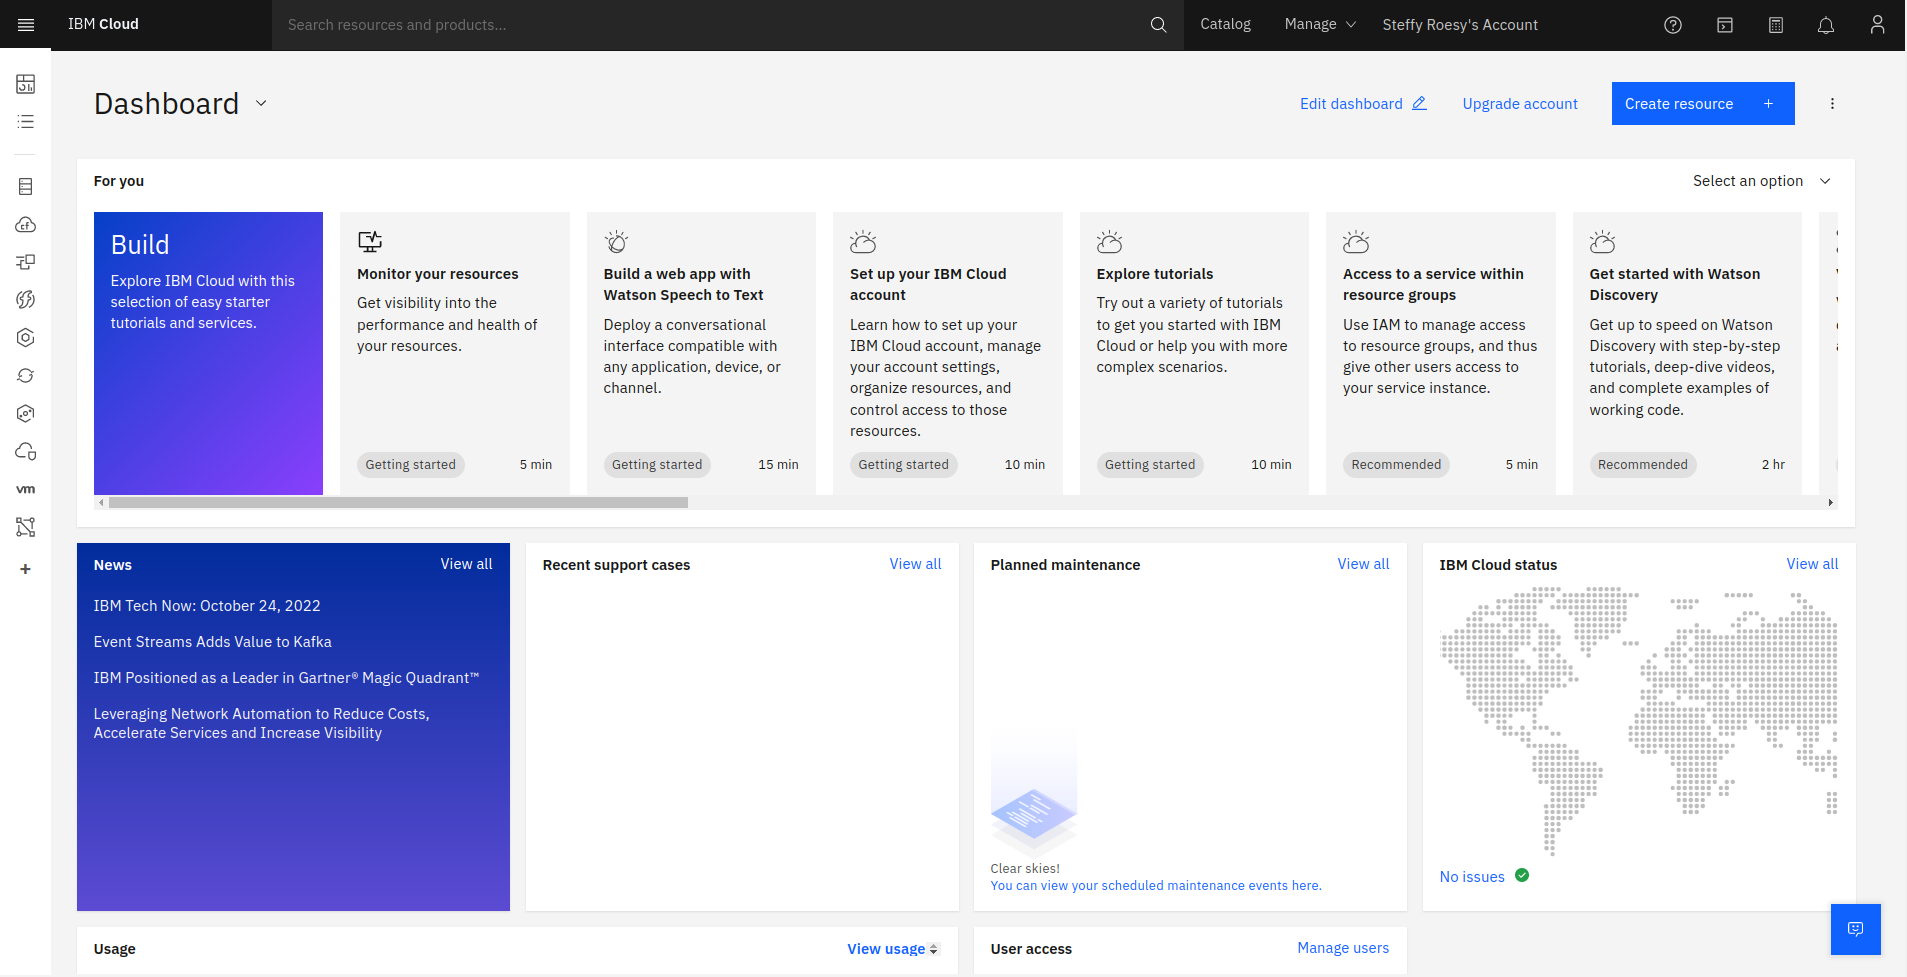 IBM Cloud
Search resources and products...
Catalog
Manage
Steffy Roesy's Account
Dashboard
Edit dashboard
Upgrade account
Create resource +
For you
Select an option
Build
Explore IBM Cloud with this
selection of easy starter
tutorials and services.
Monitor your resources
Get visibility into the
performance and health of
your resources.
Getting started
5 min
Build a web app with
Watson Speech to Text
Deploy a conversational
interface compatible with
any application, device, or
channel.
Getting started
15 min
Set up your IBM Cloud
account
Learn how to set up your
IBM Cloud account, manage
your account settings,
organize resources, and
control access to those
resources.
Getting started
10 min
Explore tutorials
Try out a variety of tutorials
to get you started with IBM
Cloud or help you with more
complex scenarios.
Getting started
10 min
Access to a service within
resource groups
Use IAM to manage access
to resource groups, and thus
give other users access to
your service instance.
Recommended
5 min
Get started with Watson
Discovery
Get up to speed on Watson
Discovery with step-by-step
tutorials, deep-dive videos,
and complete examples of
working code.
Recommended
2 hr
cf
vm
+
News
View all
IBM Tech Now: October 24, 2022
Event Streams Adds Value to Kafka
IBM Positioned as a Leader in Gartner® Magic Quadrant™
Leveraging Network Automation to Reduce Costs,
Accelerate Services and Increase Visibility
Recent support cases
View all
Planned maintenance
View all
Clear skies!
You can view your scheduled maintenance events here.
IBM Cloud status
View all
No issues
Usage
View usage
User access
Manage users